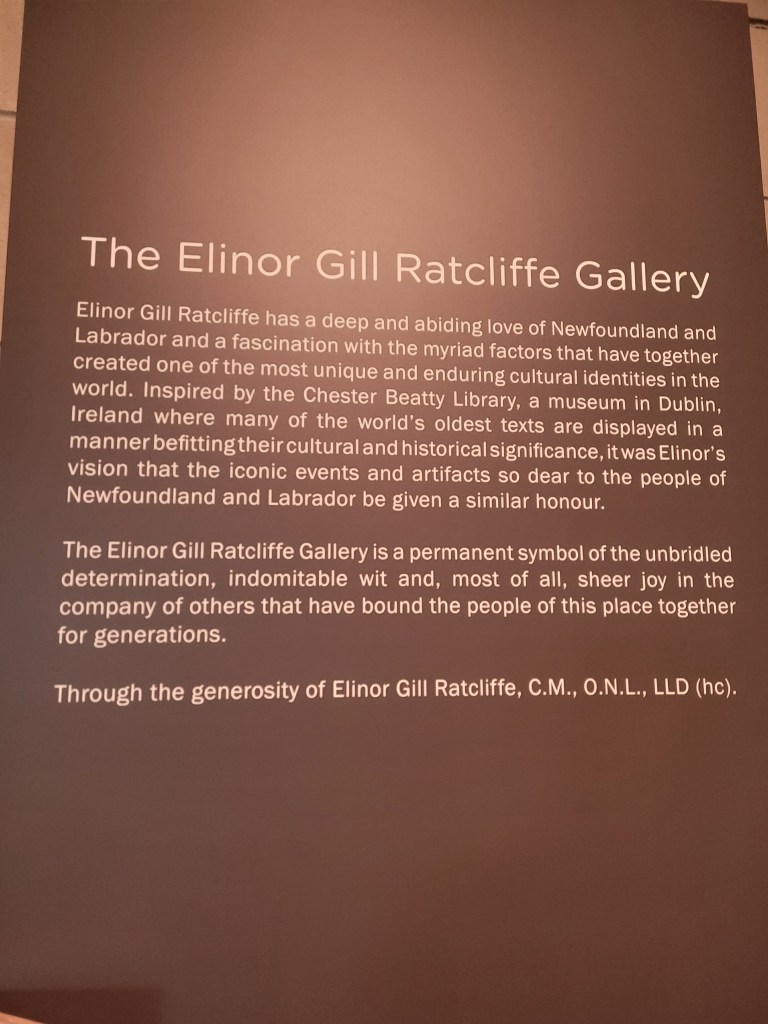 The Elinor Gill Ratcliffe Gallery
Elinor Gill Ratcliffe has a deep and abiding love of Newfoundland and
Labrador and a fascination with the myriad factors that have together
created one of the most unique and enduring cultural identities in the
world. Inspired by the Chester Beatty Library, a museum in Dublin,
Ireland where many of the world's oldest texts are displayed in a
manner befitting their cultural and historical significance, it was Elinor's
vision that the iconic events and artifacts so dear to the people of
Newfoundland and Labrador be given a similar honour.
The Elinor Gill Ratcliffe Gallery is a permanent symbol of the unbridled
determination, indomitable wit and, most of all, sheer joy in the
company of others that have bound the people of this place together
for generations.
Through the generosity of Elinor Gill Ratcliffe, C.M., O.N.L., LLD (hc).